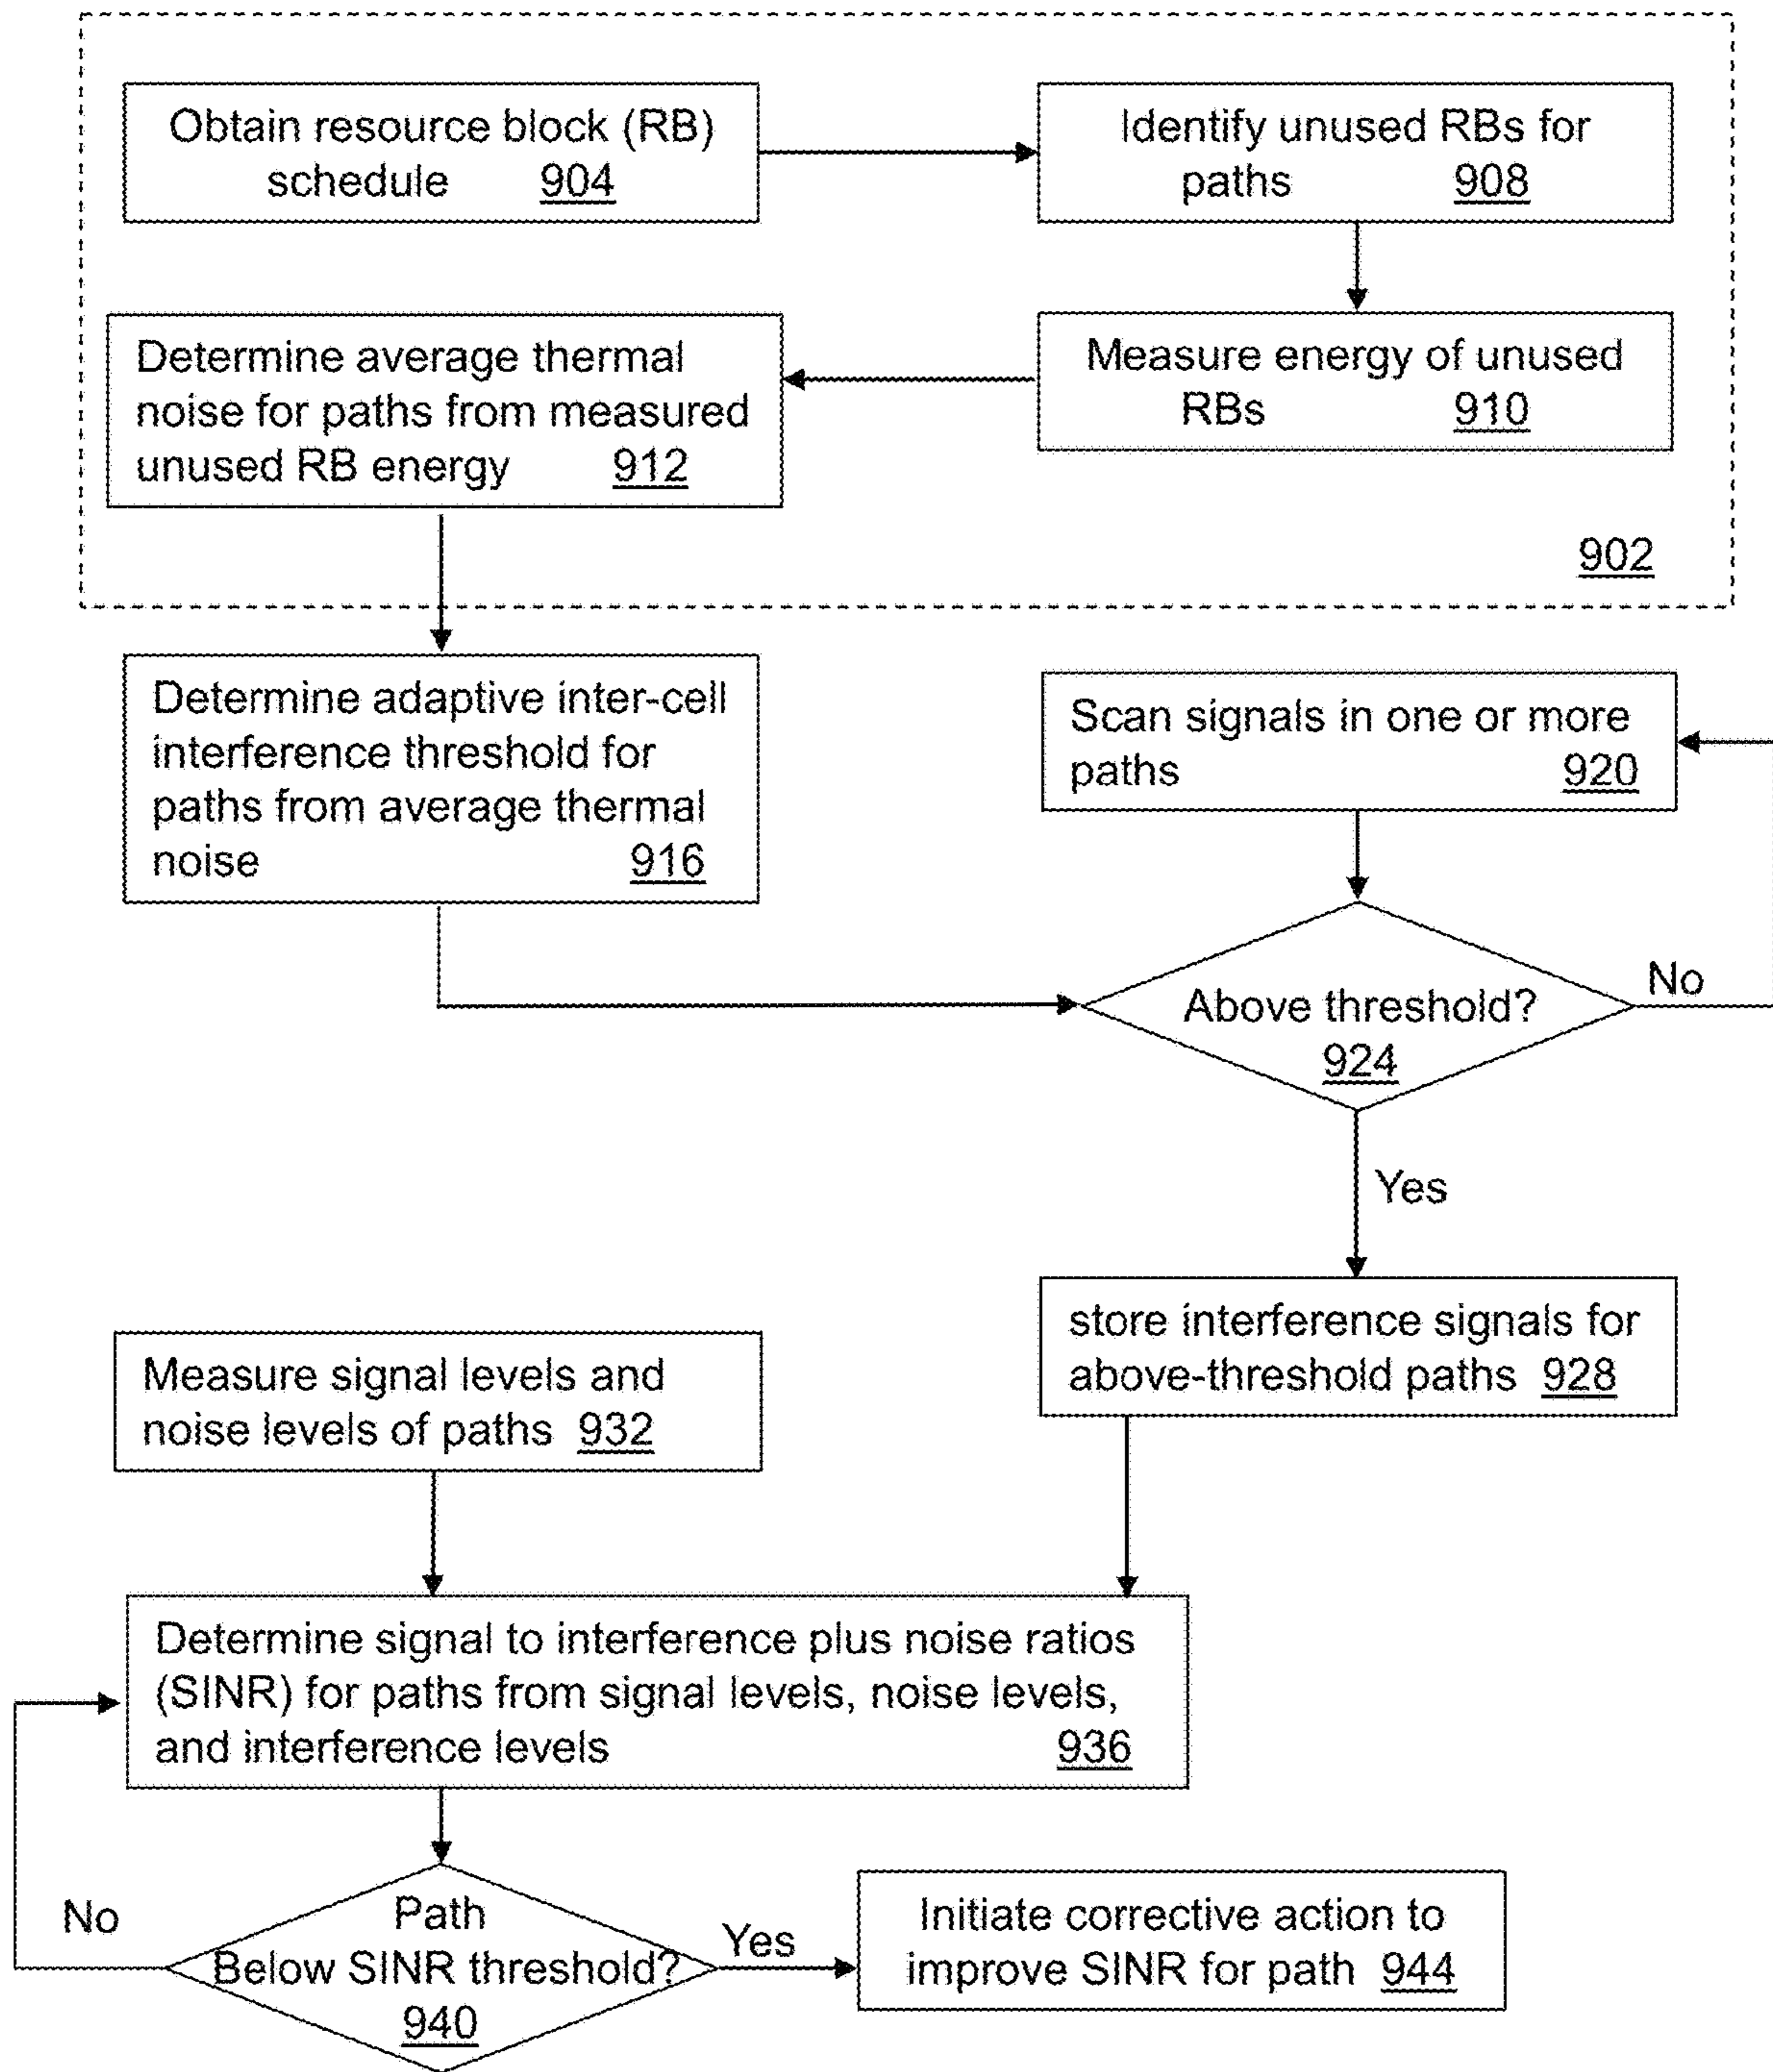 Obtain resource block (RB)
schedule 904
Identify unused RBs for
paths 908
Determine average thermal
noise for paths from measured
unused RB energy 912
Measure energy of unused
RBs 910
902
Determine adaptive inter-cell
interference threshold for
paths from average thermal
noise 916
Scan signals in one or more
paths 920
Above threshold?
924
No
Yes
store interference signals for
above-threshold paths 928
Measure signal levels and
noise levels of paths 932
Determine signal to interference plus noise ratios
(SINR) for paths from signal levels, noise levels,
and interference levels 936
No
Path
Below SINR threshold?
940
Yes
Initiate corrective action to
improve SINR for path 944